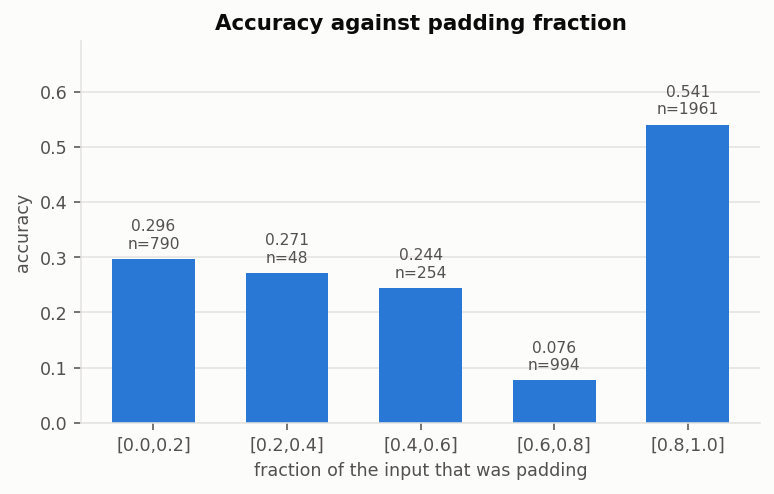 Accuracy against padding fraction
accuracy
0.6
0.5
0.4
0.3
0.2
0.1
0.0
0.296
n=790
0.271
n=48
0.244
n=254
0.076
n=994
0.541
n=1961
[0.0,0.2]
[0.2,0.4]
[0.4,0.6]
[0.6,0.8]
[0.8,1.0]
fraction of the input that was padding